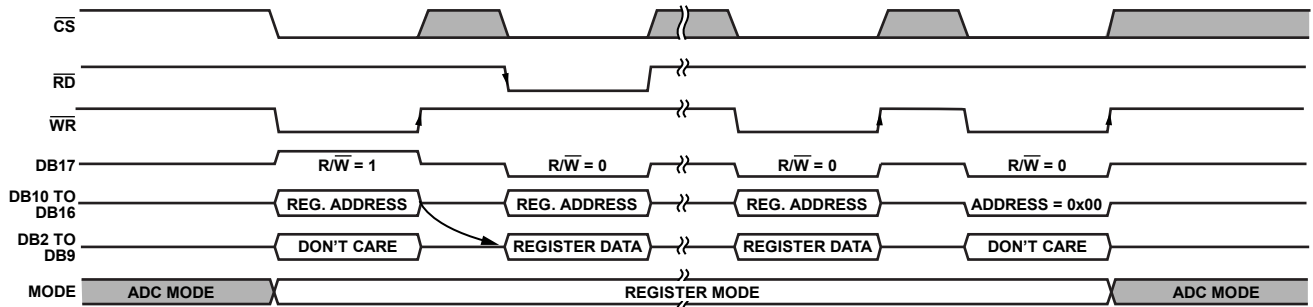 CS
RD
WR
DB17 R/W = 1 R/W = 0 R/W = 0 R/W = 0
DB10 TO
DB16
REG. ADDRESS REG. ADDRESS REG. ADDRESS ADDRESS = 0x00
DB2 TO
DB9
DON'T CARE REGISTER DATA REGISTER DATA DON'T CARE
MODE ADC MODE REGISTER MODE ADC MODE